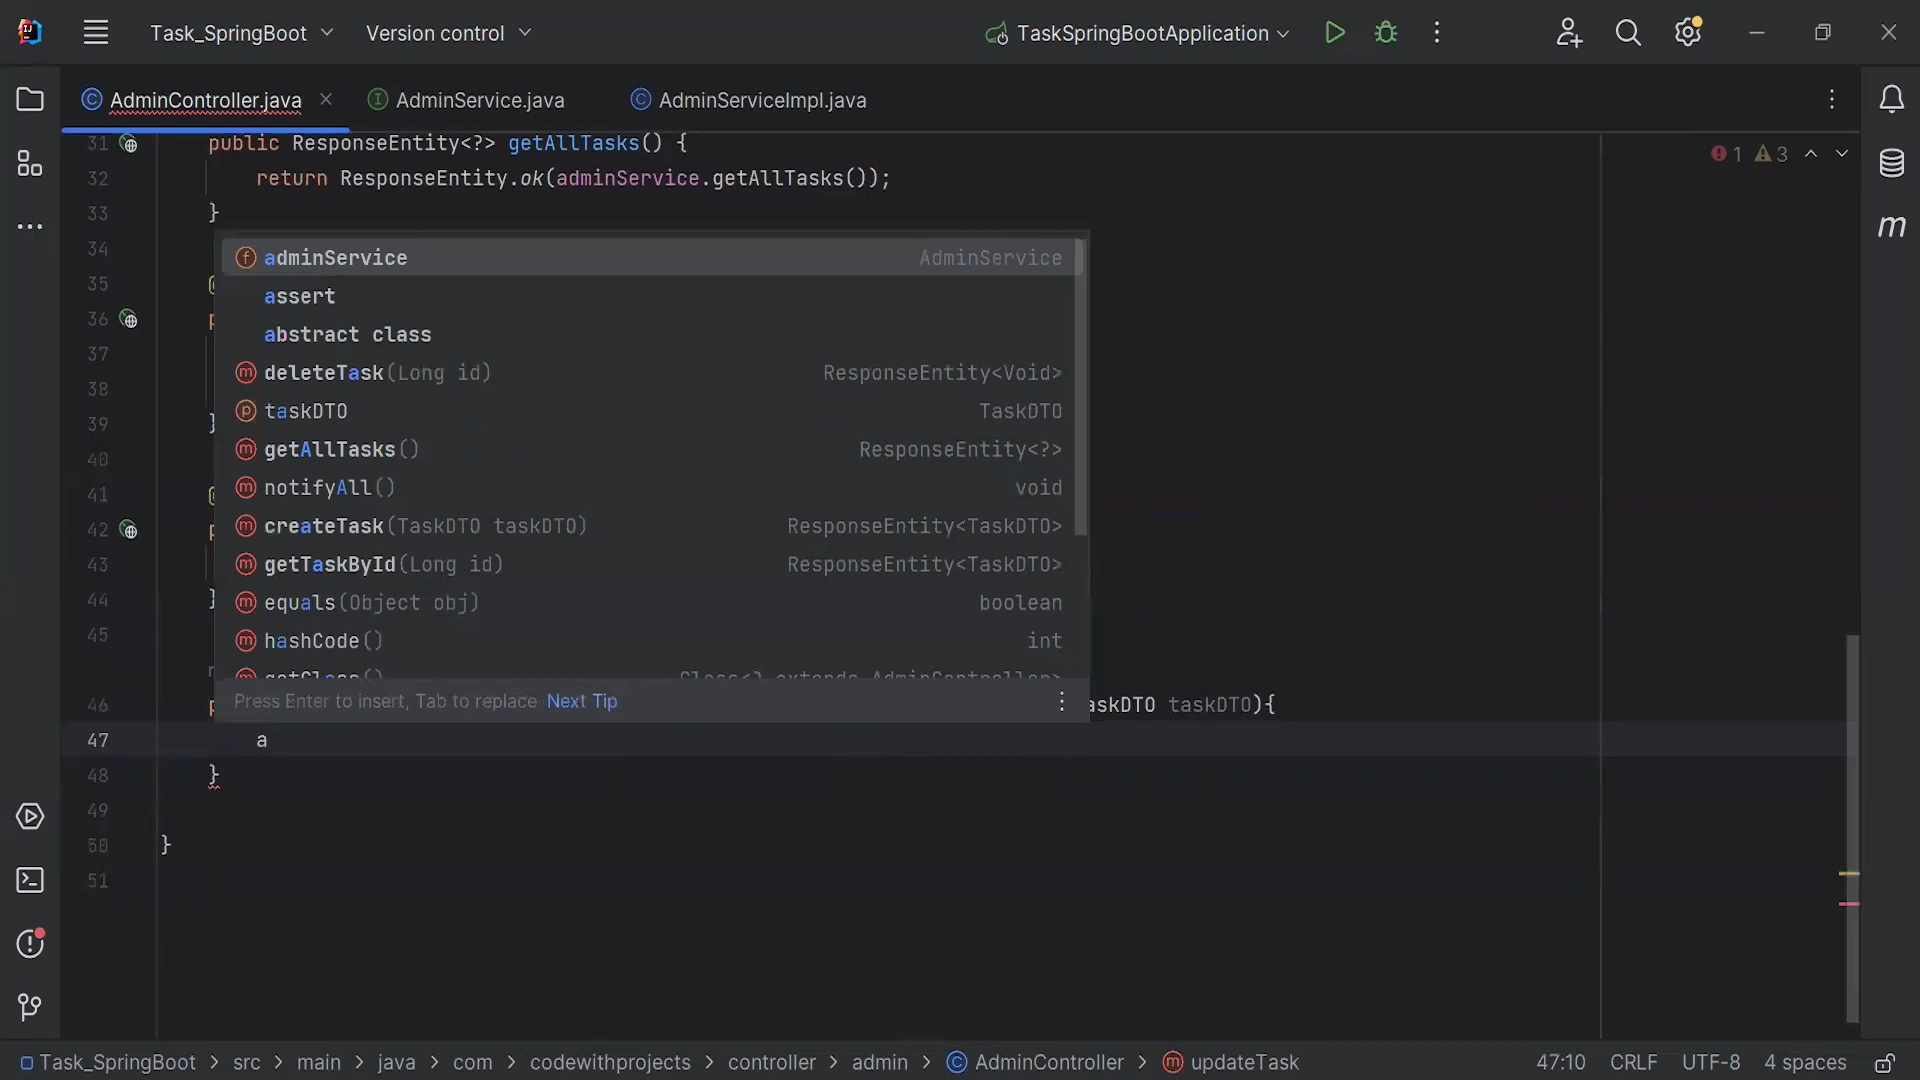 Task_SpringBoot
Version control
TaskSpringBootApplication
AdminController.java
AdminService.java
AdminServiceImpl.java
31 public ResponseEntity<?> getAllTasks() {
1 3
32 return ResponseEntity.ok(adminService.getAllTasks());
33 }
34
35
36
37
38
39 }
40
41
42
43
44 }
45
adminService AdminService
assert
abstract class
deleteTask(Long id) ResponseEntity<Void>
taskDTO TaskDTO
getAllTasks() ResponseEntity<?>
notifyAll() void
createTask(TaskDTO taskDTO) ResponseEntity<TaskDTO>
getTaskById(Long id) ResponseEntity<TaskDTO>
equals(Object obj) boolean
hashCode() int
getClass() Class<? extends AdminController>
Press Enter to insert, Tab to replace Next Tip
46 askDTO taskDTO){
47 a
48 }
49
50 }
51
Task_SpringBoot > src > main > java > com > codewithprojects > controller > admin > AdminController > updateTask
47:10 CRLF UTF-8 4 spaces